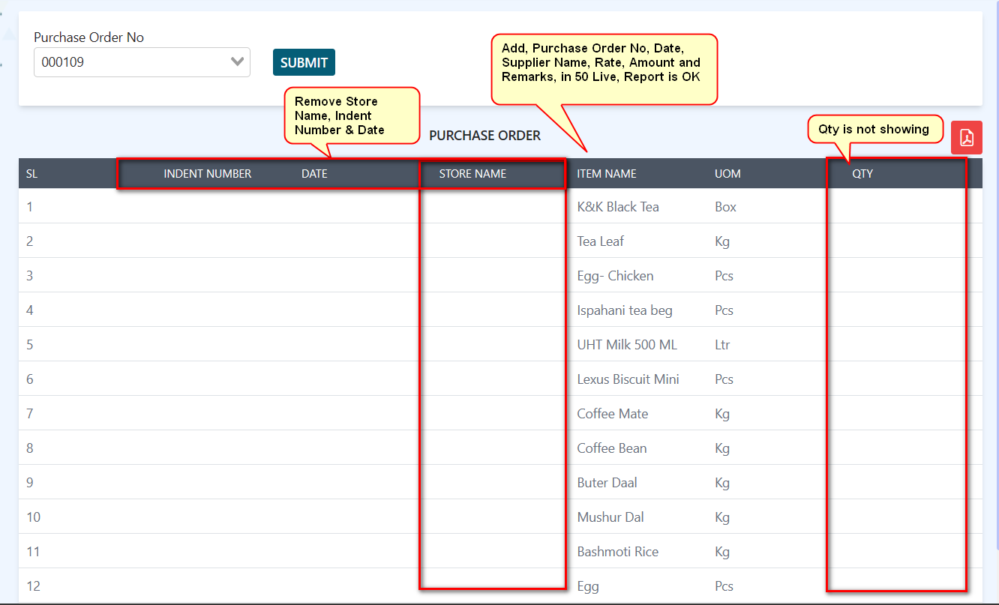 Purchase Order No
000109
SUBMIT
Add, Purchase Order No, Date,
Supplier Name, Rate, Amount and
Remarks, in 50 Live, Report is OK
Remove Store
Name, Indent
Number & Date
PURCHASE ORDER
Qty is not showing
SL INDENT NUMBER DATE STORE NAME ITEM NAME UOM QTY
1 K&K Black Tea Box
2 Tea Leaf Kg
3 Egg- Chicken Pcs
4 Ispahani tea beg Pcs
5 UHT Milk 500 ML Ltr
6 Lexus Biscuit Mini Pcs
7 Coffee Mate Kg
8 Coffee Bean Kg
9 Buter Daal Kg
10 Mushur Dal Kg
11 Bashmoti Rice Kg
12 Egg Pcs